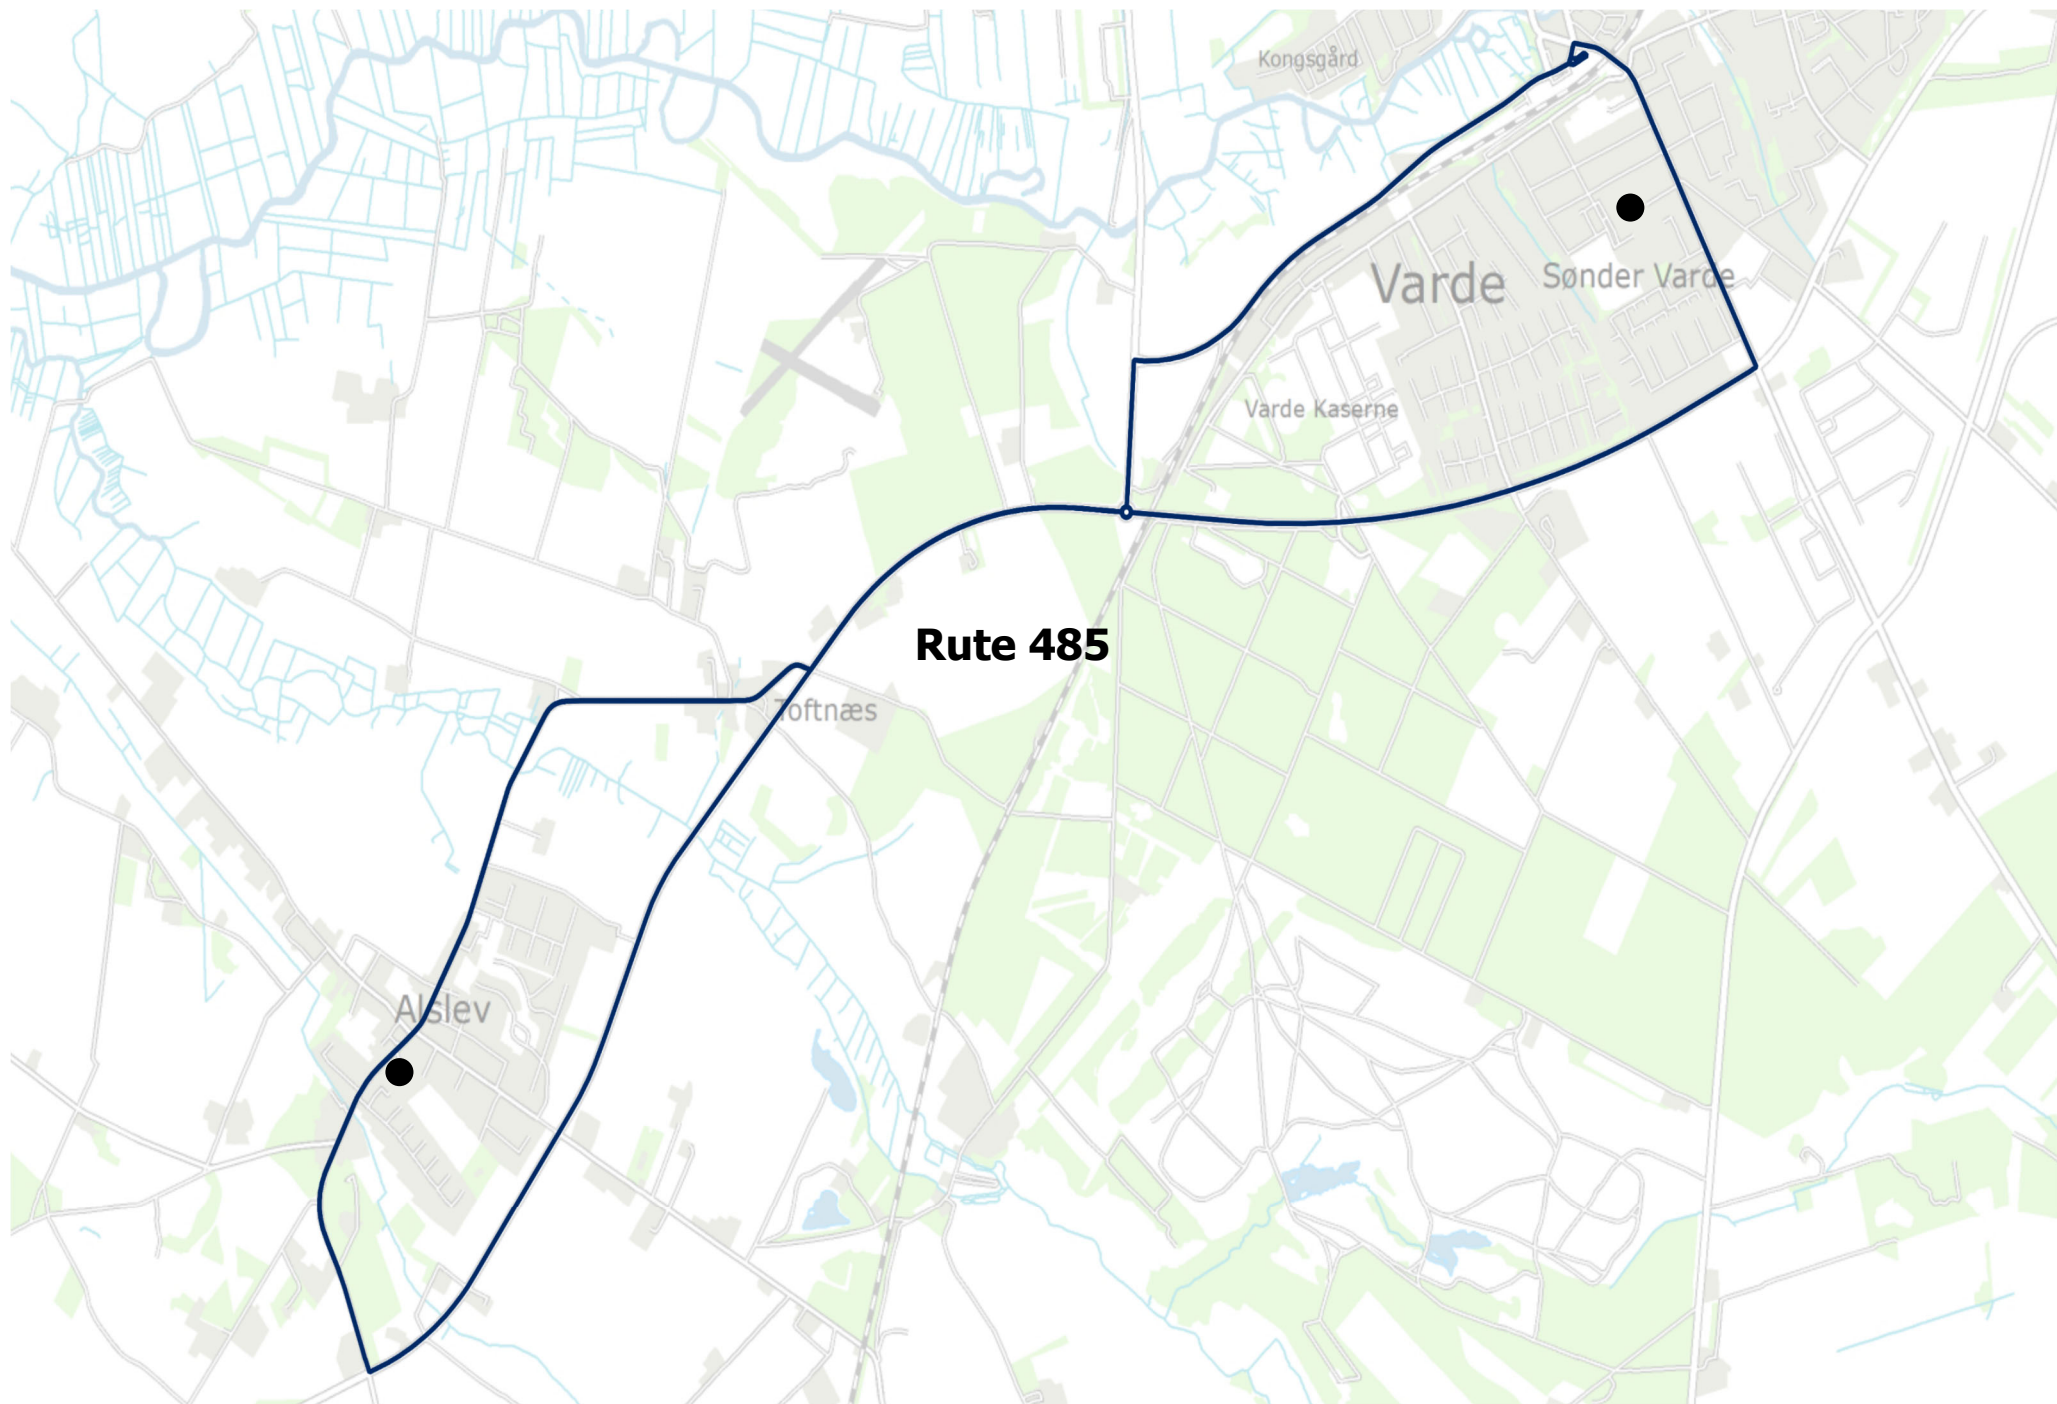 Kongsgård
Varde
Sønder Varde
Varde Kaserne
Rute 485
Toftnæs
Alslev